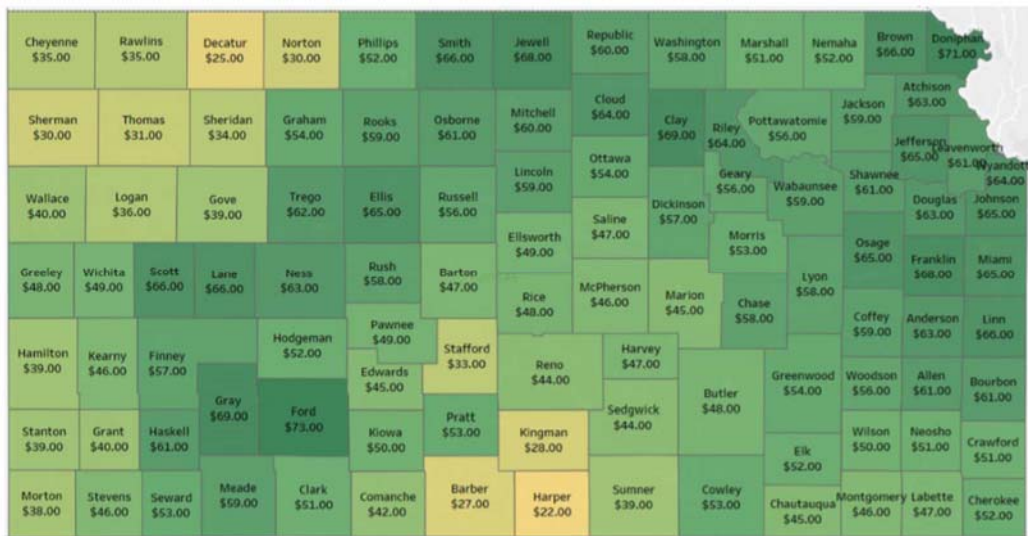 Cheyenne
$35.00
Rawlins
$35.00
Decatur
$25.00
Norton
$30.00
Phillips
$52.00
Smith
$66.00
Jewell
$68.00
Republic
$60.00
Washington
$58.00
Marshall
$51.00
Nemaha
$52.00
Brown
$66.00
Doniphan
$71.00
Atchison
$63.00
Sherman
$30.00
Thomas
$31.00
Sheridan
$34.00
Graham
$54.00
Rooks
$59.00
Osborne
$61.00
Mitchell
$60.00
Cloud
$64.00
Clay
$69.00
Riley
$64.00
Pottawatomie
$56.00
Jackson
$59.00
Jefferson
$65.00
Leavenworth
$61.00
Wyandott
$64.00
Ottawa
$54.00
Lincoln
$59.00
Wallace
$40.00
Logan
$36.00
Gove
$39.00
Trego
$62.00
Ellis
$65.00
Russell
$56.00
Dickinson
$57.00
Geary
$56.00
Wabaunsee
$59.00
Shawnee
$61.00
Douglas
$63.00
Johnson
$65.00
Saline
$47.00
Ellsworth
$49.00
Morris
$53.00
Osage
$65.00
Franklin
$68.00
Miami
$65.00
Greeley
$48.00
Wichita
$49.00
Scott
$66.00
Lane
$66.00
Ness
$63.00
Rush
$58.00
Barton
$47.00
Rice
$48.00
McPherson
$46.00
Marion
$45.00
Chase
$58.00
Lyon
$58.00
Coffey
$59.00
Anderson
$63.00
Linn
$66.00
Hamilton
$39.00
Kearny
$46.00
Finney
$57.00
Hodgeman
$52.00
Pawnee
$49.00
Stafford
$33.00
Edwards
$45.00
Reno
$44.00
Harvey
$47.00
Butler
$48.00
Greenwood
$54.00
Woodson
$56.00
Allen
$61.00
Bourbon
$61.00
Gray
$69.00
Ford
$73.00
Sedgwick
$44.00
Stanton
$39.00
Grant
$40.00
Haskell
$61.00
Kiowa
$50.00
Pratt
$53.00
Kingman
$28.00
Elk
$52.00
Wilson
$50.00
Neosho
$51.00
Crawford
$51.00
Morton
$38.00
Stevens
$46.00
Seward
$53.00
Meade
$59.00
Clark
$51.00
Comanche
$42.00
Barber
$27.00
Harper
$22.00
Sumner
$39.00
Cowley
$53.00
Chautauqua
$45.00
Montgomery
$46.00
Labette
$47.00
Cherokee
$52.00